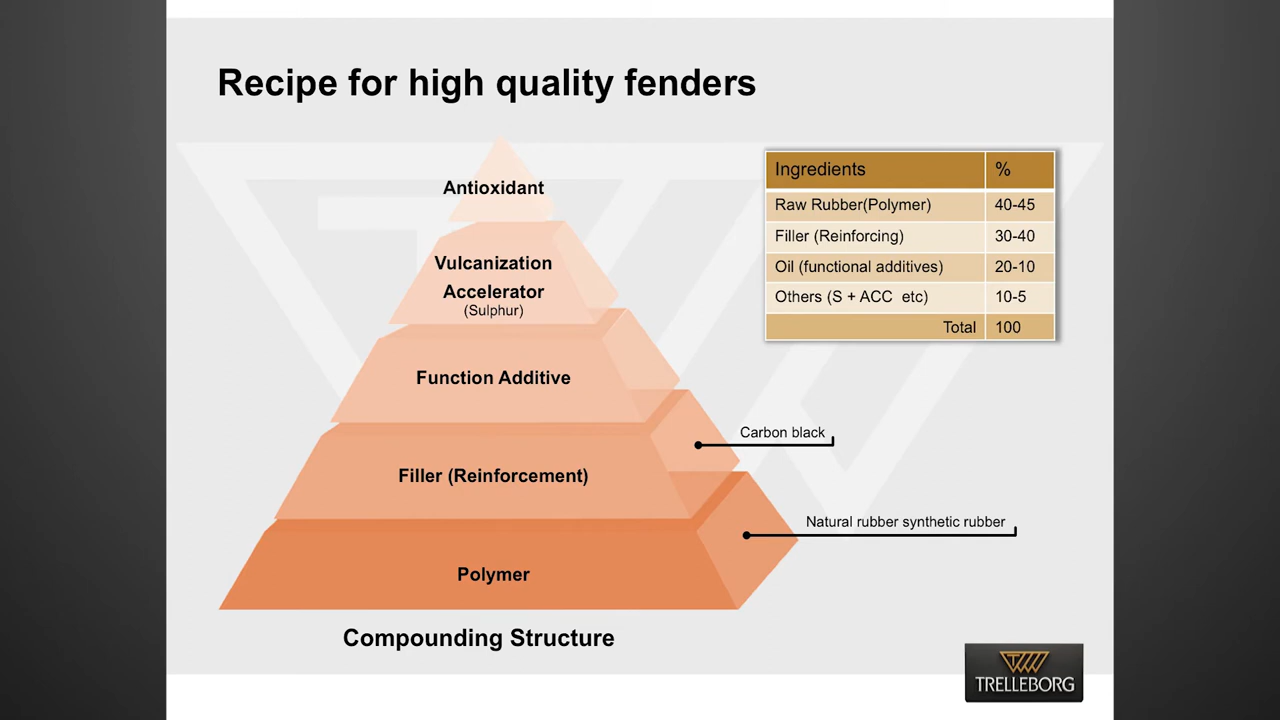 Recipe for high quality fenders
Antioxidant
Vulcanization
Accelerator
(Sulphur)
Function Additive
Filler (Reinforcement)
Polymer
Compounding Structure
Ingredients %
Raw Rubber(Polymer) 40-45
Filler (Reinforcing) 30-40
Oil (functional additives) 20-10
Others (S + ACC etc) 10-5
Total 100
Carbon black
Natural rubber synthetic rubber
TRELLEBORG